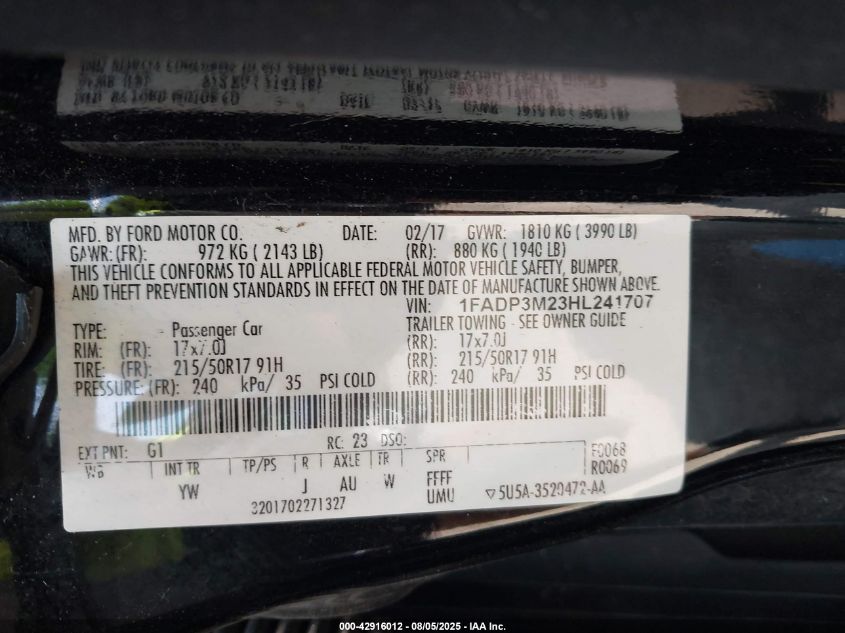 MFD. BY FORD MOTOR CO. DATE: 02/17 GVWR: 1810 KG ( 3990 LB)
GAWR: (FR): 972 KG ( 2143 LB) (RR): 880 KG ( 1940 LB)
THIS VEHICLE CONFORMS TO ALL APPLICABLE FEDERAL MOTOR VEHICLE SAFETY, BUMPER,
AND THEFT PREVENTION STANDARDS IN EFFECT ON THE DATE OF MANUFACTURE SHOWN ABOVE.
VIN: 1FADP3M23HL241707
TYPE: Passenger Car TRAILER TOWING - SEE OWNER GUIDE
RIM: (FR): 17x7.0J (RR): 17x7.0J
TIRE: (FR): 215/50R17 91H (RR): 215/50R17 91H
PRESSURE: (FR): 240 kPa/ 35 PSI COLD (RR): 240 kPa/ 35 PSI COLD
EXT PNT: G1 RC: 23 DSO: F0068
WB INT TR TP/PS R AXLE TR SPR R0069
YW J AU W FFFF
UMU
3201702271327 ▽5U5A-3520472-AA
000-42916012 - 08/05/2025 - IAA Inc.